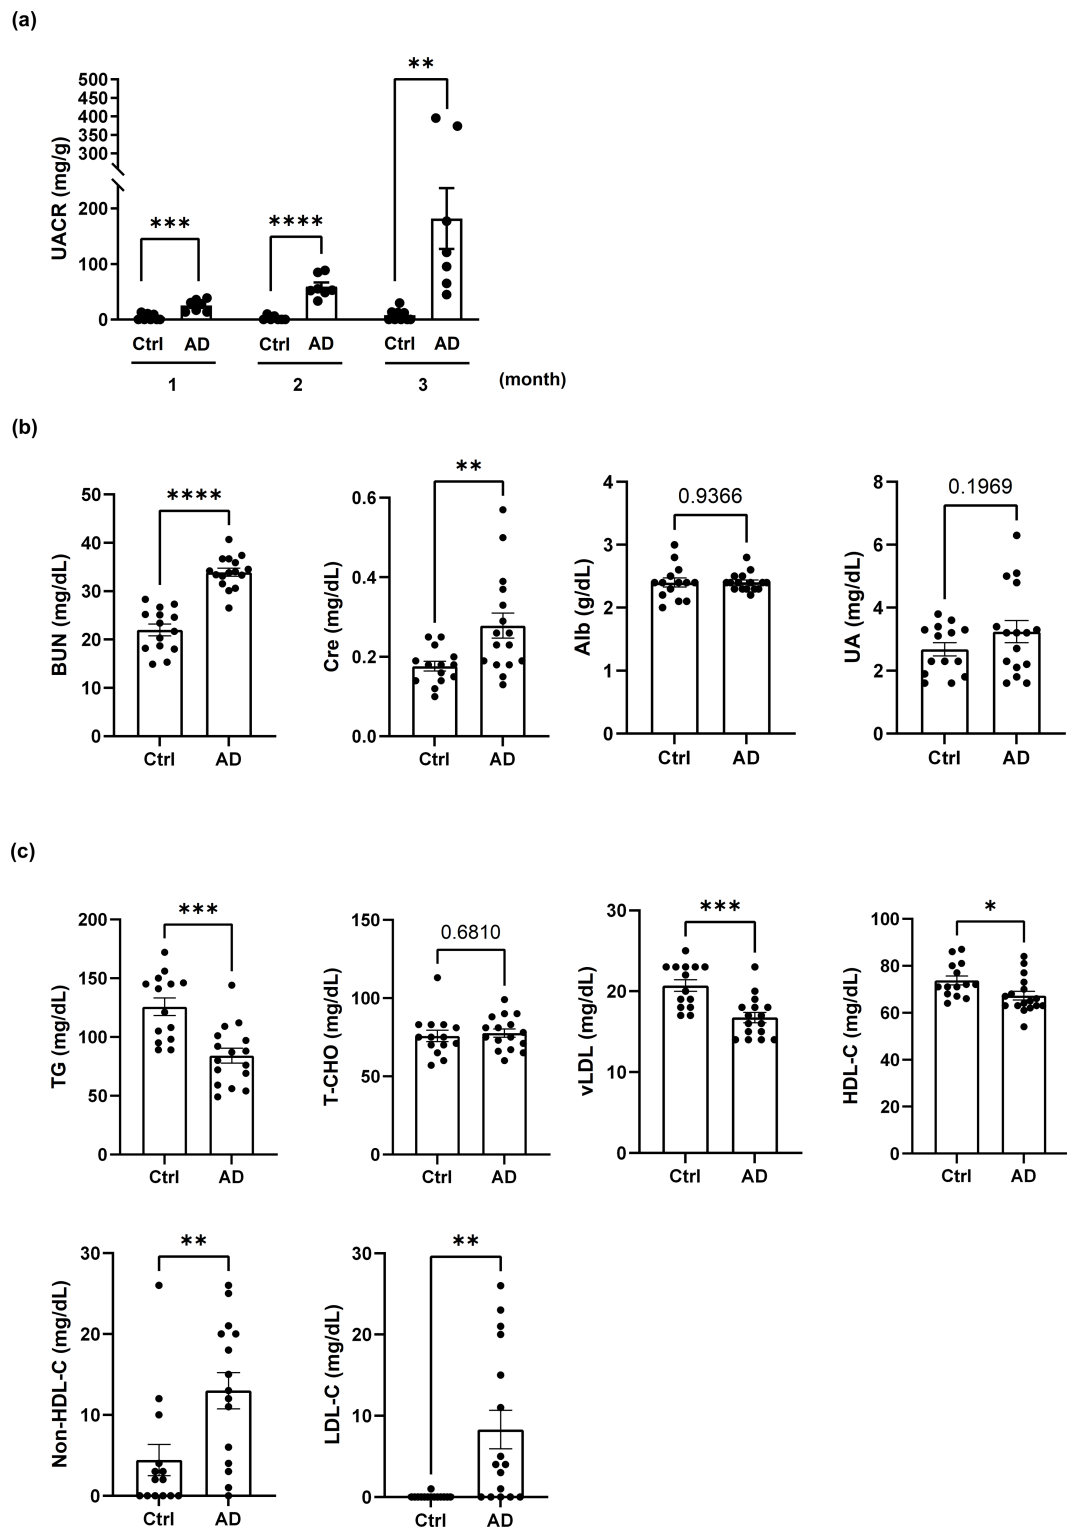 (a)
UACR (mg/g)
500
450
400
350
300
200
100
0
***
****
**
Ctrl AD Ctrl AD Ctrl AD
1 2 3 (month)
(b)
BUN (mg/dL)
50
40
30
20
10
0
****
Ctrl AD
Cre (mg/dL)
0.6
0.4
0.2
0.0
**
Ctrl AD
Alb (g/dL)
4
3
2
1
0
0.9366
Ctrl AD
UA (mg/dL)
8
6
4
2
0
0.1969
Ctrl AD
(c)
TG (mg/dL)
200
150
100
50
0
***
Ctrl AD
T-CHO (mg/dL)
150
100
50
0
0.6810
Ctrl AD
vLDL (mg/dL)
30
20
10
0
***
Ctrl AD
HDL-C (mg/dL)
100
80
60
40
20
0
*
Ctrl AD
Non-HDL-C (mg/dL)
30
20
10
0
**
Ctrl AD
LDL-C (mg/dL)
30
20
10
0
**
Ctrl AD